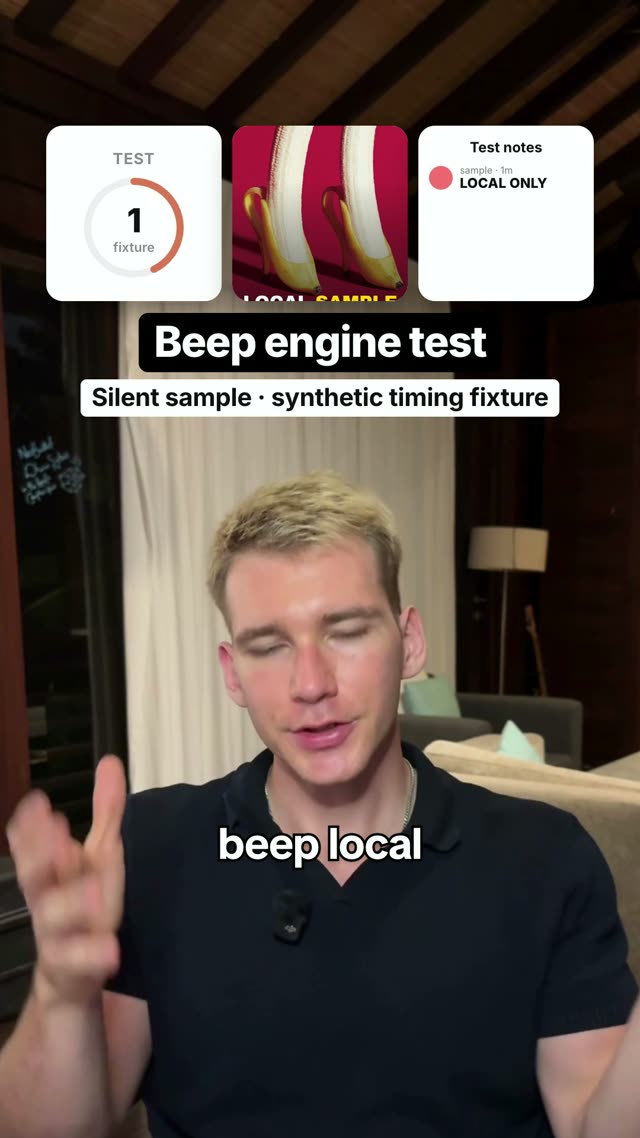 TEST
1
fixture
LOCAL SAMPLE
Test notes
sample · 1m
LOCAL ONLY
Beep engine test
Silent sample · synthetic timing fixture
beep local